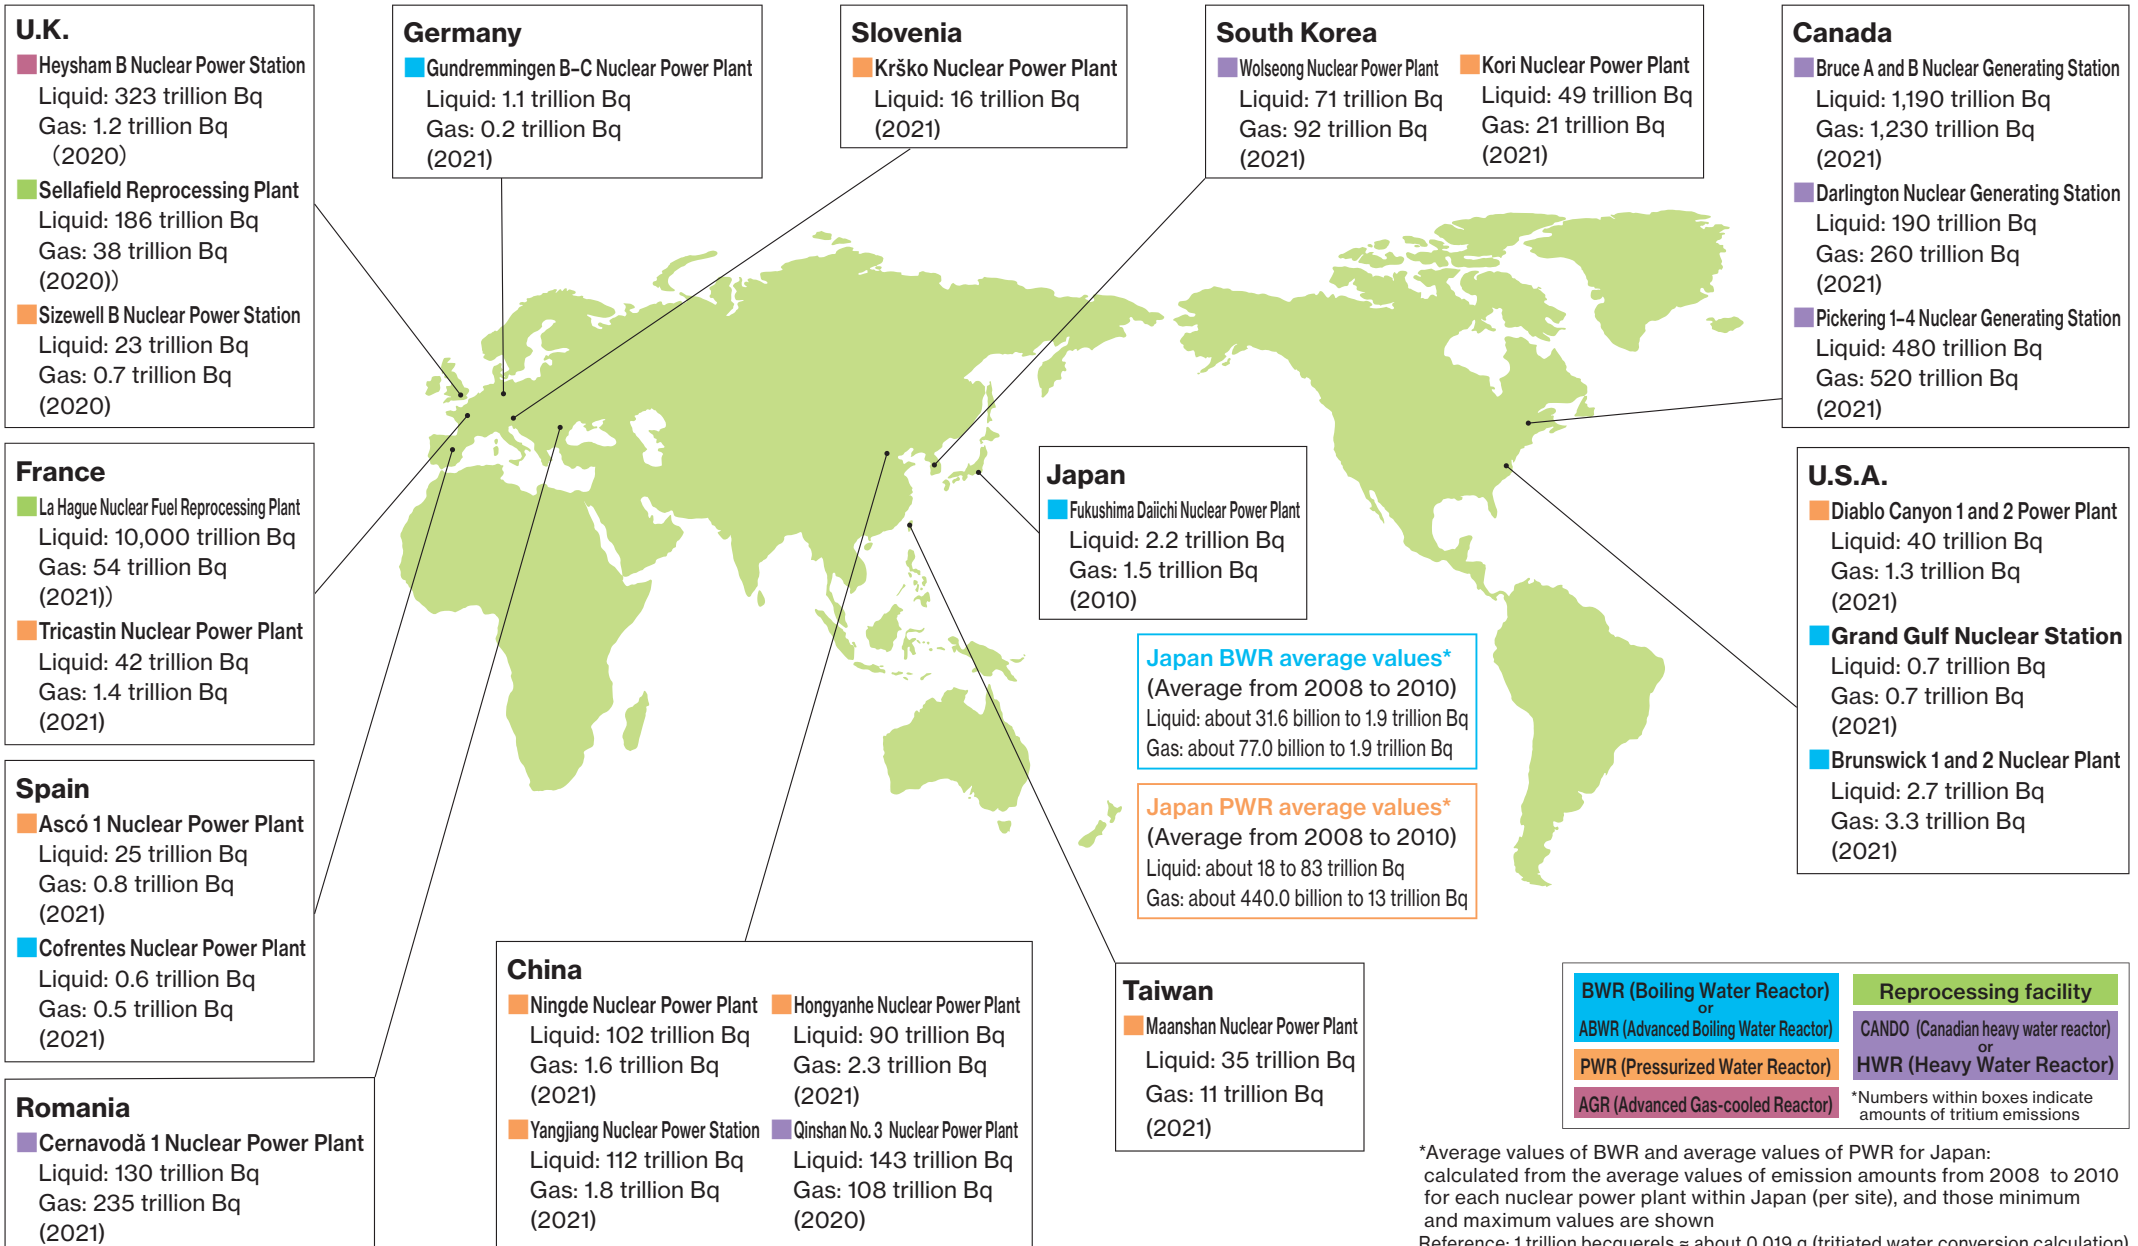 U.K.
Heysham B Nuclear Power Station
Liquid: 323 trillion Bq
Gas: 1.2 trillion Bq
(2020)
Sellafield Reprocessing Plant
Liquid: 186 trillion Bq
Gas: 38 trillion Bq
(2020))
Sizewell B Nuclear Power Station
Liquid: 23 trillion Bq
Gas: 0.7 trillion Bq
(2020)
Germany
Gundremmingen B–C Nuclear Power Plant
Liquid: 1.1 trillion Bq
Gas: 0.2 trillion Bq
(2021)
Slovenia
Krško Nuclear Power Plant
Liquid: 16 trillion Bq
(2021)
South Korea
Wolseong Nuclear Power Plant
Liquid: 71 trillion Bq
Gas: 92 trillion Bq
(2021)
Kori Nuclear Power Plant
Liquid: 49 trillion Bq
Gas: 21 trillion Bq
(2021)
Canada
Bruce A and B Nuclear Generating Station
Liquid: 1,190 trillion Bq
Gas: 1,230 trillion Bq
(2021)
Darlington Nuclear Generating Station
Liquid: 190 trillion Bq
Gas: 260 trillion Bq
(2021)
Pickering 1–4 Nuclear Generating Station
Liquid: 480 trillion Bq
Gas: 520 trillion Bq
(2021)
France
La Hague Nuclear Fuel Reprocessing Plant
Liquid: 10,000 trillion Bq
Gas: 54 trillion Bq
(2021))
Tricastin Nuclear Power Plant
Liquid: 42 trillion Bq
Gas: 1.4 trillion Bq
(2021)
Japan
Fukushima Daiichi Nuclear Power Plant
Liquid: 2.2 trillion Bq
Gas: 1.5 trillion Bq
(2010)
U.S.A.
Diablo Canyon 1 and 2 Power Plant
Liquid: 40 trillion Bq
Gas: 1.3 trillion Bq
(2021)
Grand Gulf Nuclear Station
Liquid: 0.7 trillion Bq
Gas: 0.7 trillion Bq
(2021)
Brunswick 1 and 2 Nuclear Plant
Liquid: 2.7 trillion Bq
Gas: 3.3 trillion Bq
(2021)
Japan BWR average values*
(Average from 2008 to 2010)
Liquid: about 31.6 billion to 1.9 trillion Bq
Gas: about 77.0 billion to 1.9 trillion Bq
Japan PWR average values*
(Average from 2008 to 2010)
Liquid: about 18 to 83 trillion Bq
Gas: about 440.0 billion to 13 trillion Bq
Spain
Ascó 1 Nuclear Power Plant
Liquid: 25 trillion Bq
Gas: 0.8 trillion Bq
(2021)
Cofrentes Nuclear Power Plant
Liquid: 0.6 trillion Bq
Gas: 0.5 trillion Bq
(2021)
Romania
Cernavodă 1 Nuclear Power Plant
Liquid: 130 trillion Bq
Gas: 235 trillion Bq
(2021)
China
Ningde Nuclear Power Plant
Liquid: 102 trillion Bq
Gas: 1.6 trillion Bq
(2021)
Hongyanhe Nuclear Power Plant
Liquid: 90 trillion Bq
Gas: 2.3 trillion Bq
(2021)
Yangjiang Nuclear Power Station
Liquid: 112 trillion Bq
Gas: 1.8 trillion Bq
(2021)
Qinshan No. 3 Nuclear Power Plant
Liquid: 143 trillion Bq
Gas: 108 trillion Bq
(2020)
Taiwan
Maanshan Nuclear Power Plant
Liquid: 35 trillion Bq
Gas: 11 trillion Bq
(2021)
BWR (Boiling Water Reactor)
or
ABWR (Advanced Boiling Water Reactor)
PWR (Pressurized Water Reactor)
AGR (Advanced Gas-cooled Reactor)
Reprocessing facility
CANDO (Canadian heavy water reactor)
or
HWR (Heavy Water Reactor)
*Numbers within boxes indicate
amounts of tritium emissions
*Average values of BWR and average values of PWR for Japan:
calculated from the average values of emission amounts from 2008 to 2010
for each nuclear power plant within Japan (per site), and those minimum
and maximum values are shown
Reference: 1 trillion becquerels ≈ about 0.019 g (tritiated water conversion calculation)